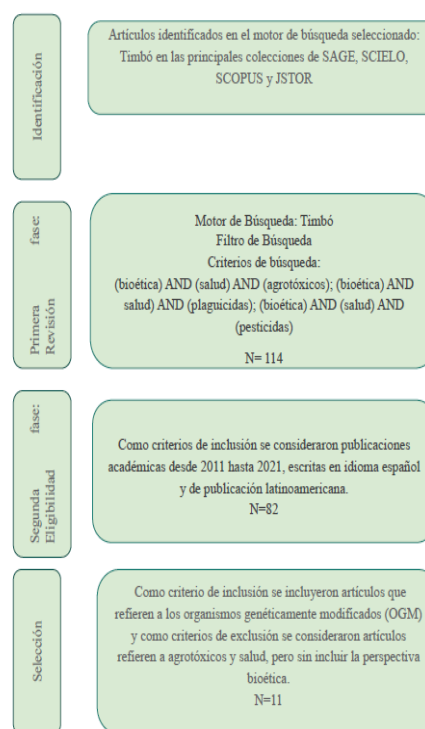 Identificación
Artículos identificados en el motor de búsqueda seleccionado:
Timbó en las principales colecciones de SAGE, SCIELO,
SCOPUS y JSTOR
Primera fase:
Revisión
Motor de Búsqueda: Timbó
Filtro de Búsqueda
Criterios de búsqueda:
(bioética) AND (salud) AND (agrotóxicos); (bioética) AND
salud) AND (plaguicidas); (bioética) AND (salud) AND
(pesticidas)
N= 114
Segunda fase:
Eligibilidad
Como criterios de inclusión se consideraron publicaciones
académicas desde 2011 hasta 2021, escritas en idioma español
y de publicación latinoamericana.
N=82
Selección
Como criterio de inclusión se incluyeron artículos que
refieren a los organismos genéticamente modificados (OGM)
y como criterios de exclusión se consideraron artículos
refieren a agrotóxicos y salud, pero sin incluir la perspectiva
bioética.
N=11